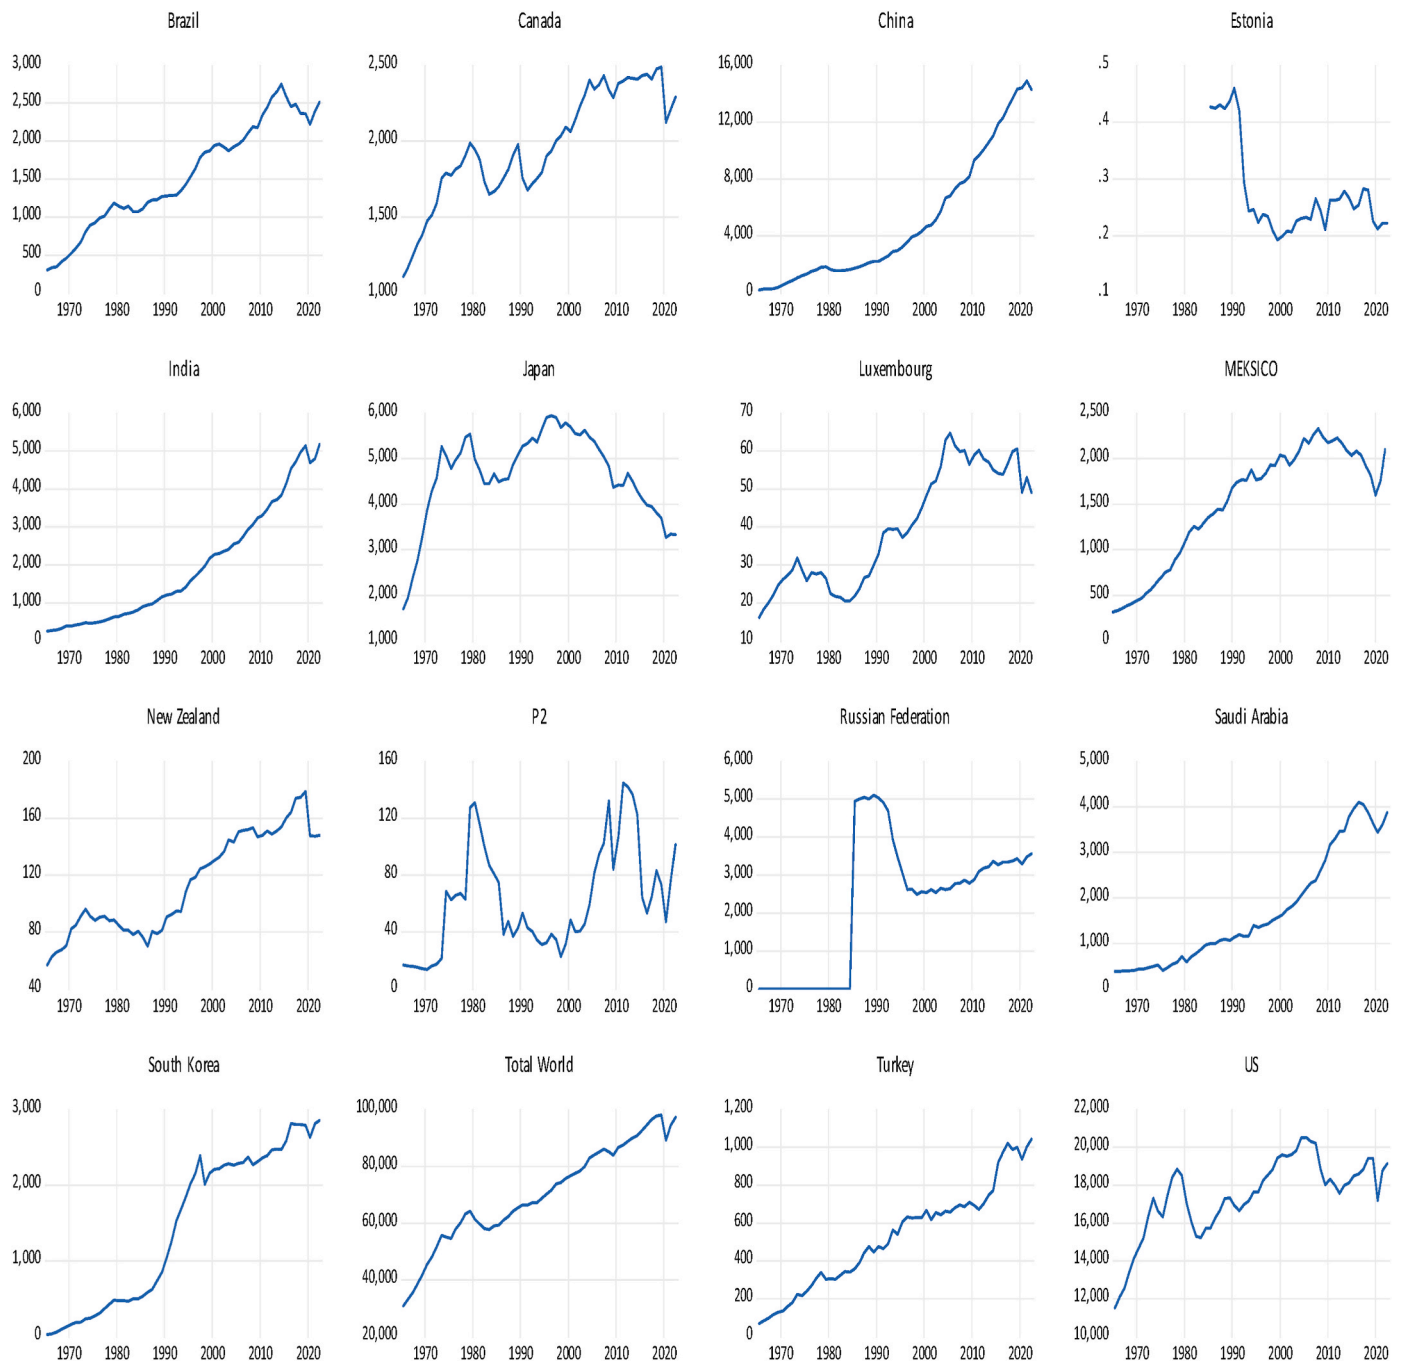 Brazil Canada China Estonia
3,000 2,500 16,000 .5
2,500 2,000 12,000 .4
2,000 1,500 8,000 .3
1,500 1,000 4,000 .2
1,000 0 .1
500
0
1970 1980 1990 2000 2010 2020 1970 1980 1990 2000 2010 2020 1970 1980 1990 2000 2010 2020 1970 1980 1990 2000 2010 2020
India Japan Luxembourg MEKSICO
6,000 6,000 70 2,500
5,000 5,000 60 2,000
4,000 4,000 50 1,500
3,000 3,000 40 1,000
2,000 2,000 30 500
1,000 1,000 20 0
0 10
1970 1980 1990 2000 2010 2020 1970 1980 1990 2000 2010 2020 1970 1980 1990 2000 2010 2020 1970 1980 1990 2000 2010 2020
New Zealand P2 Russian Federation Saudi Arabia
200 160 6,000 5,000
160 120 5,000 4,000
120 80 4,000 3,000
80 40 3,000 2,000
40 0 2,000 1,000
1,000 0
0
1970 1980 1990 2000 2010 2020 1970 1980 1990 2000 2010 2020 1970 1980 1990 2000 2010 2020 1970 1980 1990 2000 2010 2020
South Korea Total World Turkey US
3,000 100,000 1,200 22,000
2,000 80,000 1,000 20,000
1,000 60,000 800 18,000
0 40,000 600 16,000
20,000 400 14,000
200 12,000
0 10,000
1970 1980 1990 2000 2010 2020 1970 1980 1990 2000 2010 2020 1970 1980 1990 2000 2010 2020 1970 1980 1990 2000 2010 2020